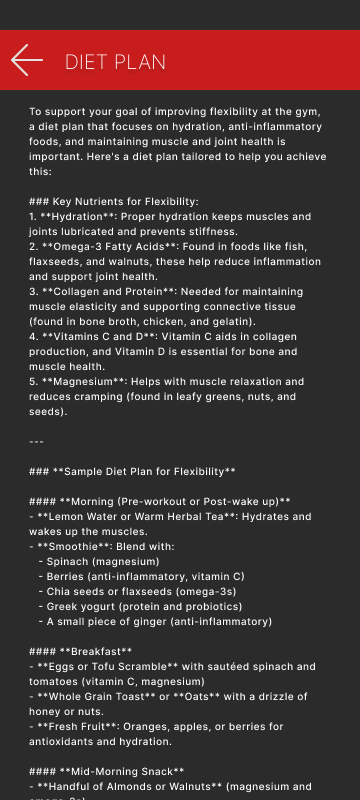 DIET PLAN
To support your goal of improving flexibility at the gym,
a diet plan that focuses on hydration, anti-inflammatory
foods, and maintaining muscle and joint health is
important. Here's a diet plan tailored to help you achieve
this:
### Key Nutrients for Flexibility:
1. **Hydration**: Proper hydration keeps muscles and
joints lubricated and prevents stiffness.
2. **Omega-3 Fatty Acids**: Found in foods like fish,
flaxseeds, and walnuts, these help reduce inflammation
and support joint health.
3. **Collagen and Protein**: Needed for maintaining
muscle elasticity and supporting connective tissue
(found in bone broth, chicken, and gelatin).
4. **Vitamins C and D**: Vitamin C aids in collagen
production, and Vitamin D is essential for bone and
muscle health.
5. **Magnesium**: Helps with muscle relaxation and
reduces cramping (found in leafy greens, nuts, and
seeds).
---
### **Sample Diet Plan for Flexibility**
#### **Morning (Pre-workout or Post-wake up)**
- **Lemon Water or Warm Herbal Tea**: Hydrates and
wakes up the muscles.
- **Smoothie**: Blend with:
- Spinach (magnesium)
- Berries (anti-inflammatory, vitamin C)
- Chia seeds or flaxseeds (omega-3s)
- Greek yogurt (protein and probiotics)
- A small piece of ginger (anti-inflammatory)
#### **Breakfast**
- **Eggs or Tofu Scramble** with sautéed spinach and
tomatoes (vitamin C, magnesium)
- **Whole Grain Toast** or **Oats** with a drizzle of
honey or nuts.
- **Fresh Fruit**: Oranges, apples, or berries for
antioxidants and hydration.
#### **Mid-Morning Snack**
- **Handful of Almonds or Walnuts** (magnesium and
omega-3s)